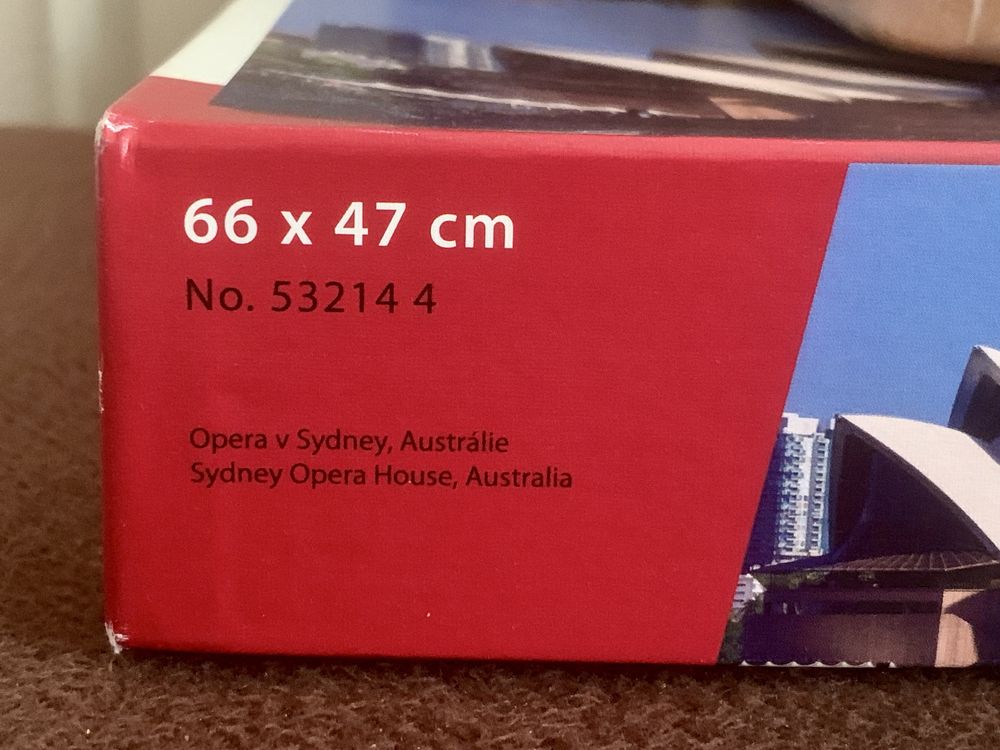 66 x 47 cm
No. 53214 4
Opera v Sydney, Austrálie
Sydney Opera House, Australia